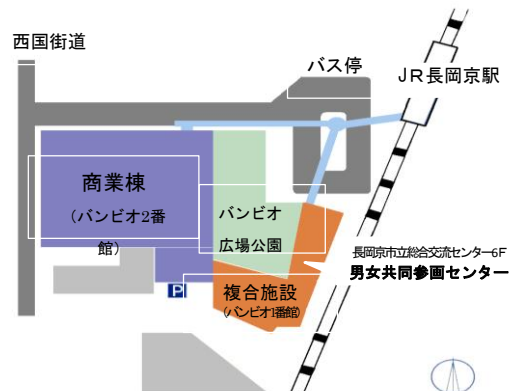 西国街道
バス停
JR長岡京駅
商業棟
(バンビオ2番
館)
バンビオ
広場公園
長岡京市立総合交流センター6F
男女共同参画センター
P
複合施設
(バンビオ1番館)